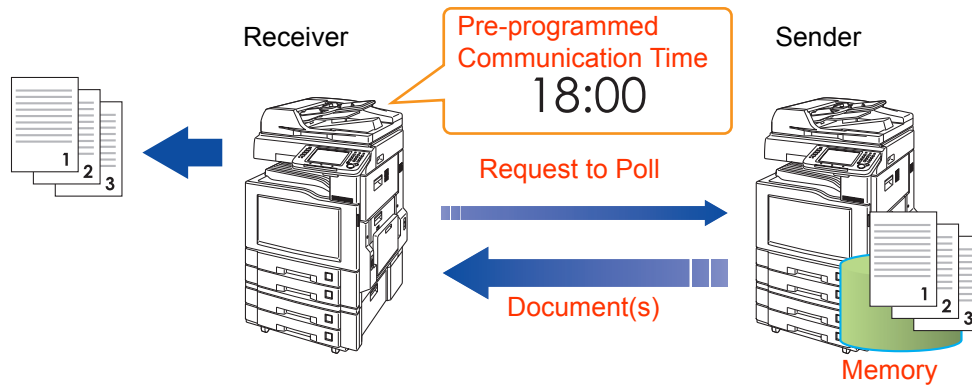 Receiver
Pre-programmed
Communication Time
18:00
Sender
1
2
3
Request to Poll
Document(s)
1
2
3
Memory